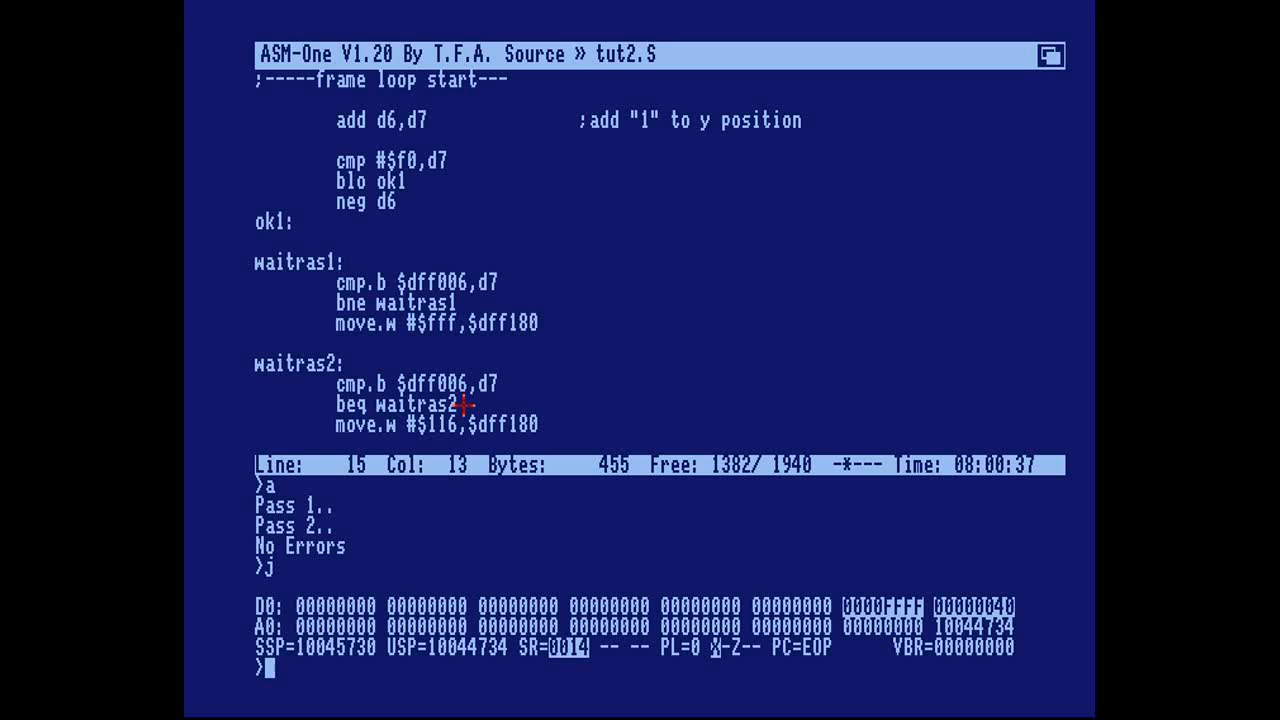 ASM-One V1.20 By T.F.A. Source » tut2.S
;-----frame loop start---
add d6,d7 ;add "1" to y position
cmp #$f0,d7
blo ok1
neg d6
ok1:
waitras1:
cmp.b $dff006,d7
bne waitras1
move.w #$fff,$dff180
waitras2:
cmp.b $dff006,d7
beq waitras2
move.w #$116,$dff180
Line: 15 Col: 13 Bytes: 455 Free: 1382/ 1940 -*--- Time: 08:00:37
>a
Pass 1..
Pass 2..
No Errors
>j
D0: 00000000 00000000 00000000 00000000 00000000 00000000 0000FFFF 00000040
A0: 00000000 00000000 00000000 00000000 00000000 00000000 00000000 10044734
SSP=10045730 USP=10044734 SR=0014 -- -- PL=0 X-Z-- PC=EOP VBR=00000000
>